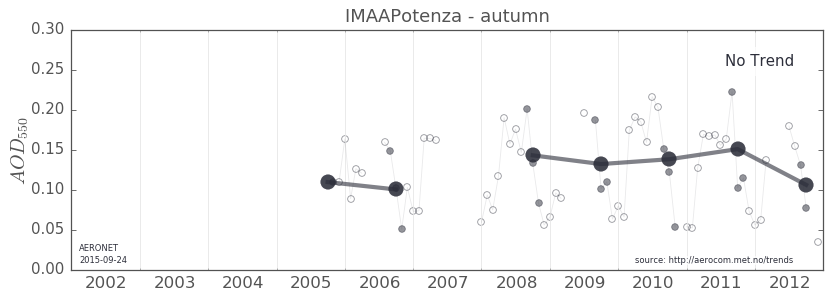 IMAAPotenza - autumn
0.30
0.25
0.20
0.15
0.10
0.05
0.00
AOD550
No Trend
AERONET
2015-09-24
source: http://aerocom.met.no/trends
2002 2003 2004 2005 2006 2007 2008 2009 2010 2011 2012